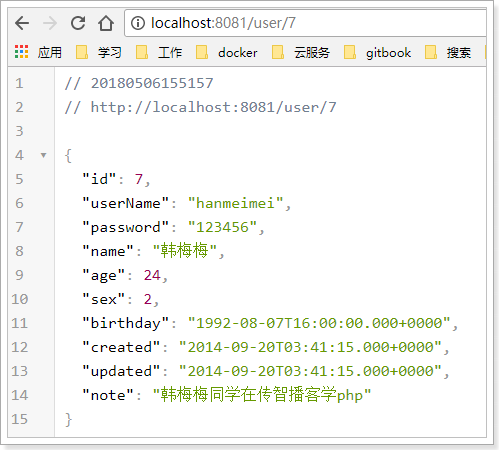 localhost:8081/user/7
应用 学习 工作 docker 云服务 gitbook 搜索
1 // 20180506155157
2 // http://localhost:8081/user/7
3
4 {
5 "id": 7,
6 "userName": "hanmeimei",
7 "password": "123456",
8 "name": "韩梅梅",
9 "age": 24,
10 "sex": 2,
11 "birthday": "1992-08-07T16:00:00.000+0000",
12 "created": "2014-09-20T03:41:15.000+0000",
13 "updated": "2014-09-20T03:41:15.000+0000",
14 "note": "韩梅梅同学在传智播客学php"
15 }